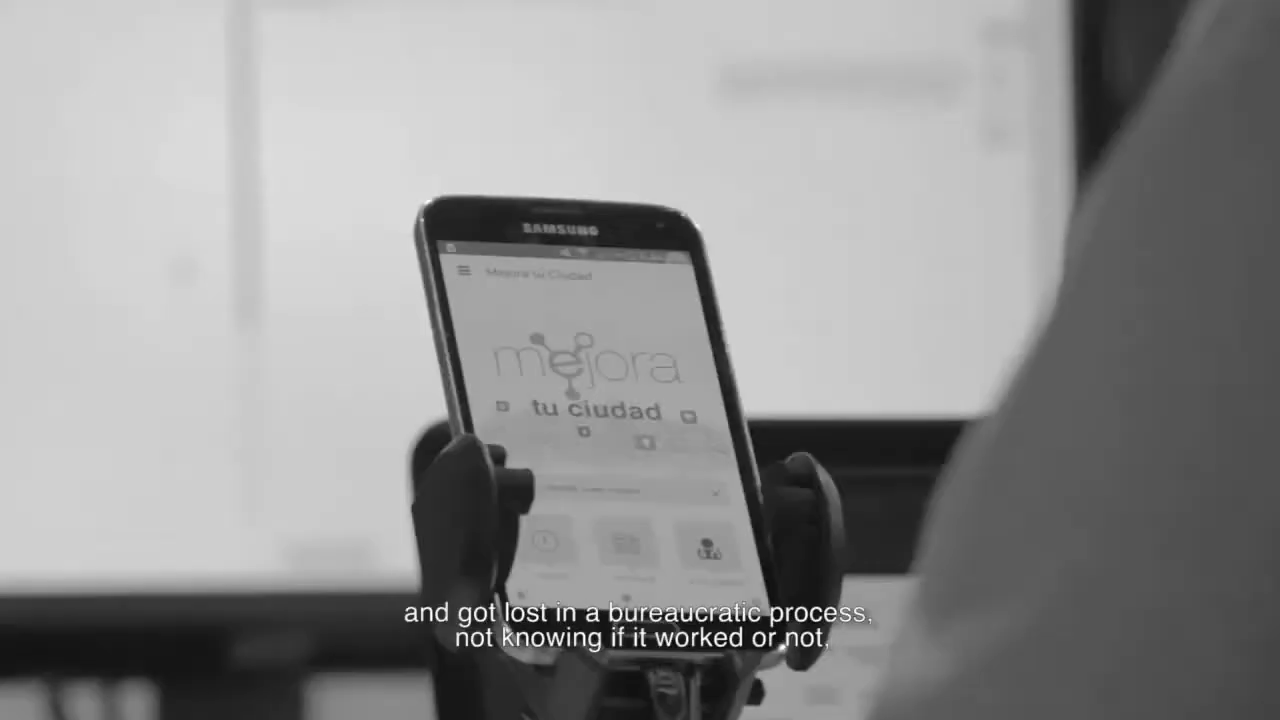 SAMSUNG
Mejora tu Ciudad
mejora
tu ciudad
and got lost in a bureaucratic process,
not knowing if it worked or not,